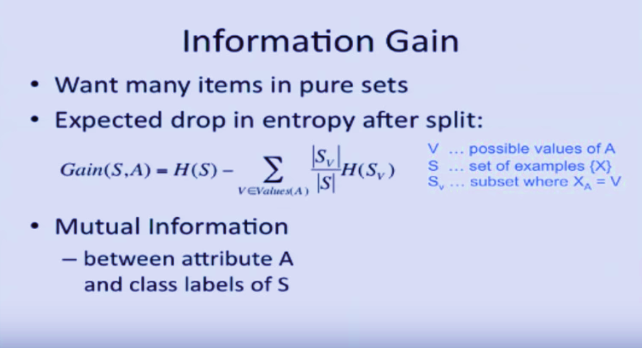 Information Gain
• Want many items in pure sets
• Expected drop in entropy after split:
Gain(S,A) = H(S) − ∑ V∈Values(A) |Sᵥ| / |S| H(Sᵥ)
V ... possible values of A
S ... set of examples {X}
Sᵥ ... subset where X_A = V
• Mutual Information
– between attribute A
and class labels of S